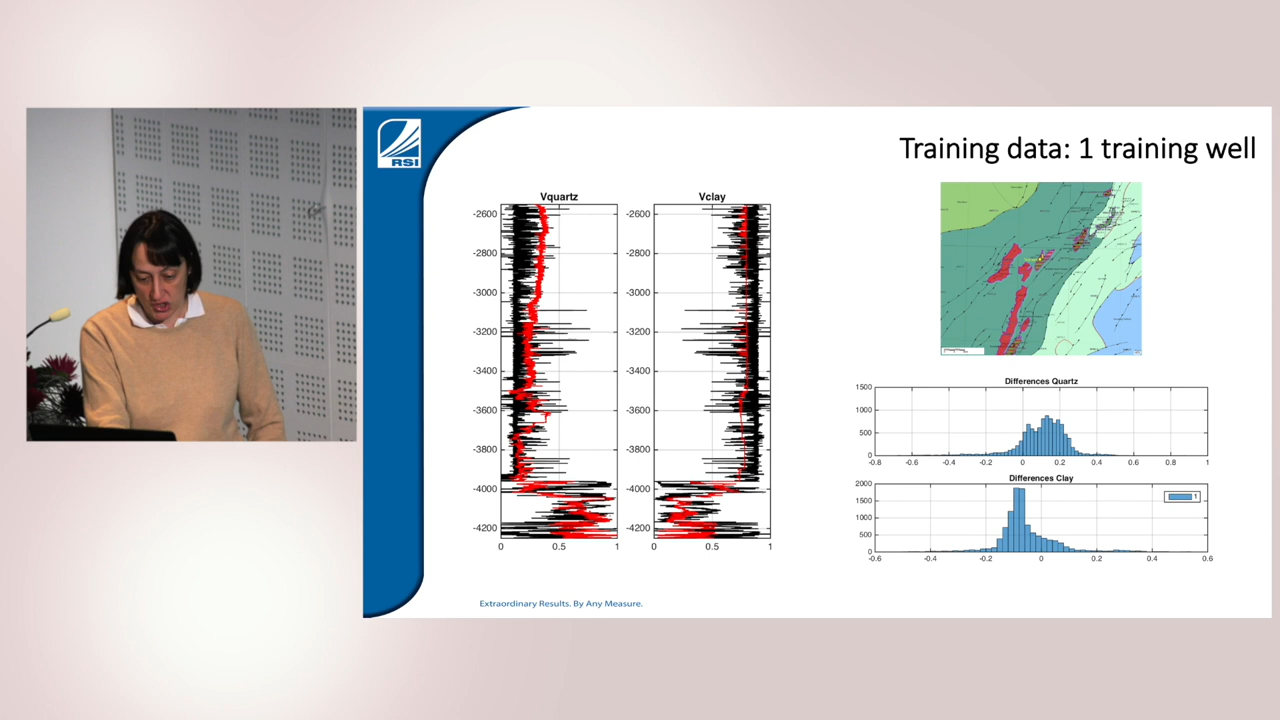 RSI
Training data: 1 training well
Vquartz
Vclay
-2600
-2800
-3000
-3200
-3400
-3600
-3800
-4000
-4200
0 0.5 1
-2600
-2800
-3000
-3200
-3400
-3600
-3800
-4000
-4200
0 0.5 1
Differences Quartz
1500
1000
500
0
-0.8 -0.6 -0.4 -0.2 0 0.2 0.4 0.6 0.8 1
Differences Clay
2000
1500
1000
500
0
1
-0.6 -0.4 -0.2 0 0.2 0.4 0.6
Extraordinary Results. By Any Measure.